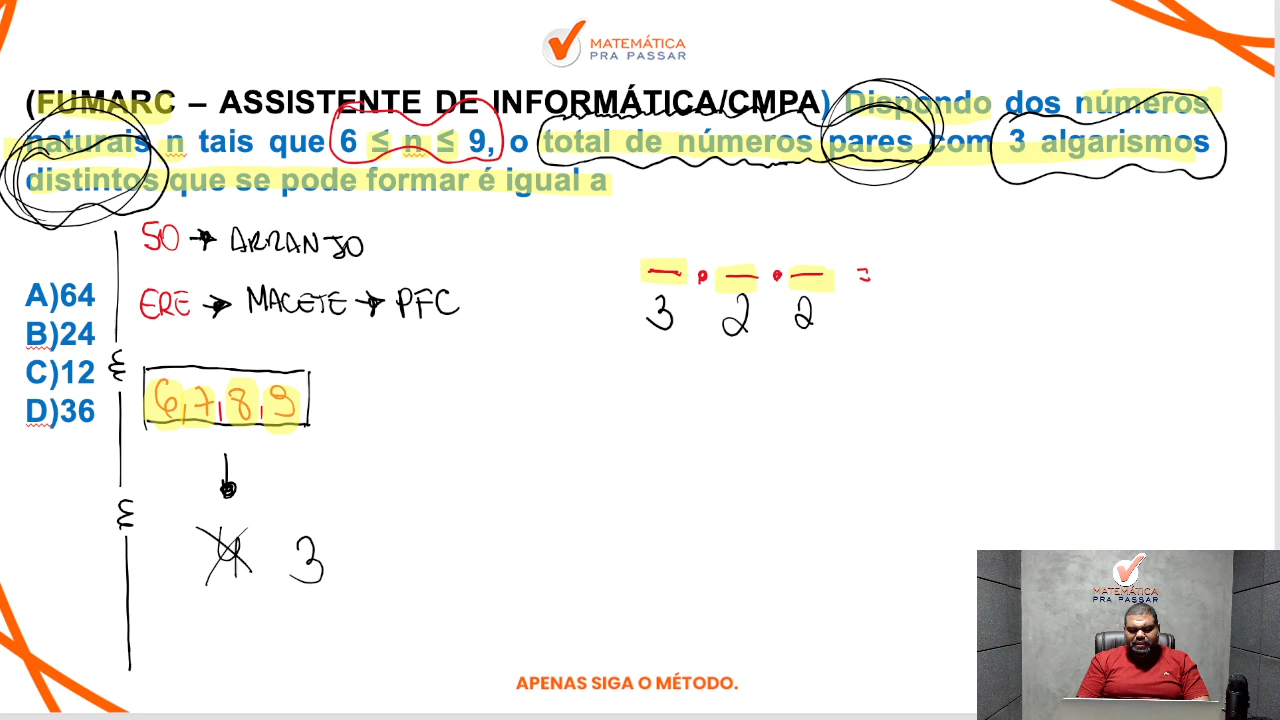 MATEMÁTICA
PRA PASSAR
(FUMARC – ASSISTENTE DE INFORMÁTICA/CMPA) Dispondo dos números
naturais n tais que 6 ≤ n ≤ 9, o total de números pares com 3 algarismos
distintos que se pode formar é igual a
SO → ARRANJO
ERE → MACETE → PFC
A)64
B)24
C)12
D)36
6,7,8,9
4 3
_ . _ . _ =
3 2 2
MATEMÁTICA
PRA PASSAR
APENAS SIGA O MÉTODO.